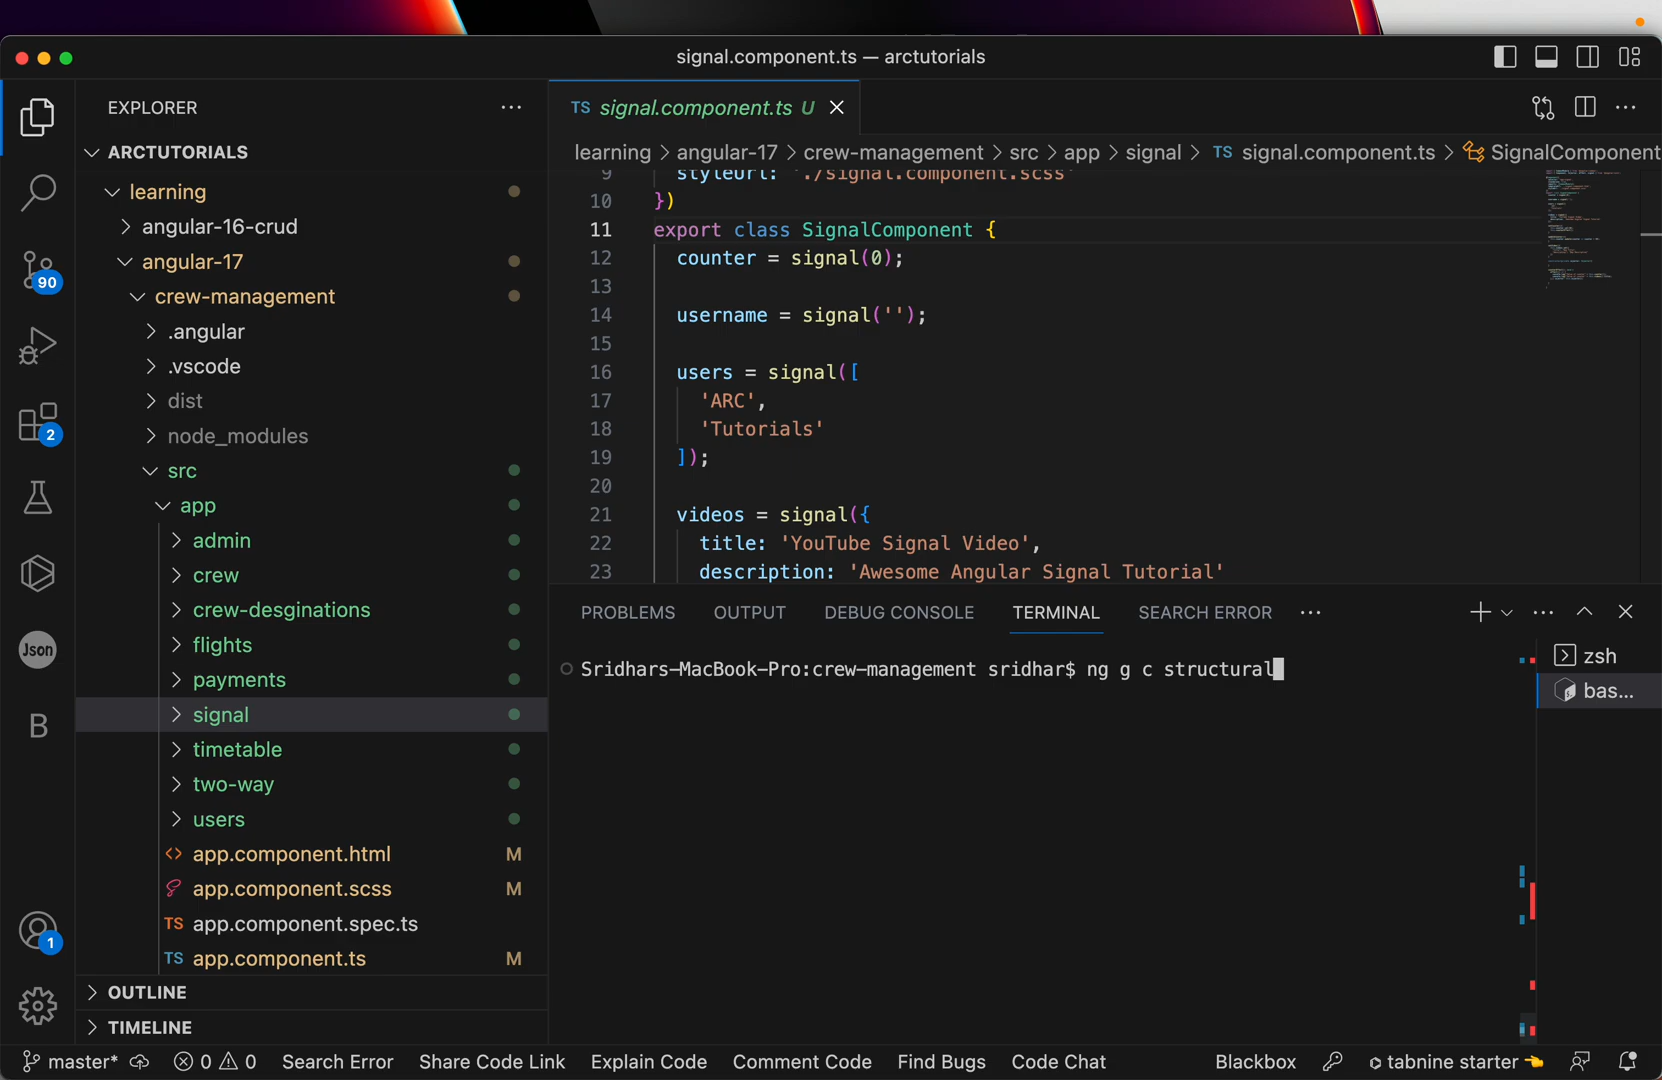 signal.component.ts — arctutorials
EXPLORER
TS signal.component.ts U
ARCTUTORIALS
learning > angular-17 > crew-management > src > app > signal > TS signal.component.ts > SignalComponent
learning
angular-16-crud
angular-17
crew-management
.angular
.vscode
dist
node_modules
src
app
admin
crew
crew-desginations
flights
payments
signal
timetable
two-way
users
app.component.html M
app.component.scss M
TS app.component.spec.ts
TS app.component.ts M
OUTLINE
TIMELINE
90
2
Json
B
1
9 styleUrl: './signal.component.scss'
10 })
11 export class SignalComponent {
12 counter = signal(0);
13
14 username = signal('');
15
16 users = signal([
17 'ARC',
18 'Tutorials'
19 ]);
20
21 videos = signal({
22 title: 'YouTube Signal Video',
23 description: 'Awesome Angular Signal Tutorial'
PROBLEMS OUTPUT DEBUG CONSOLE TERMINAL SEARCH ERROR
Sridhars-MacBook-Pro:crew-management sridhar$ ng g c structural
zsh
bas...
master* 0 0 Search Error Share Code Link Explain Code Comment Code Find Bugs Code Chat Blackbox tabnine starter